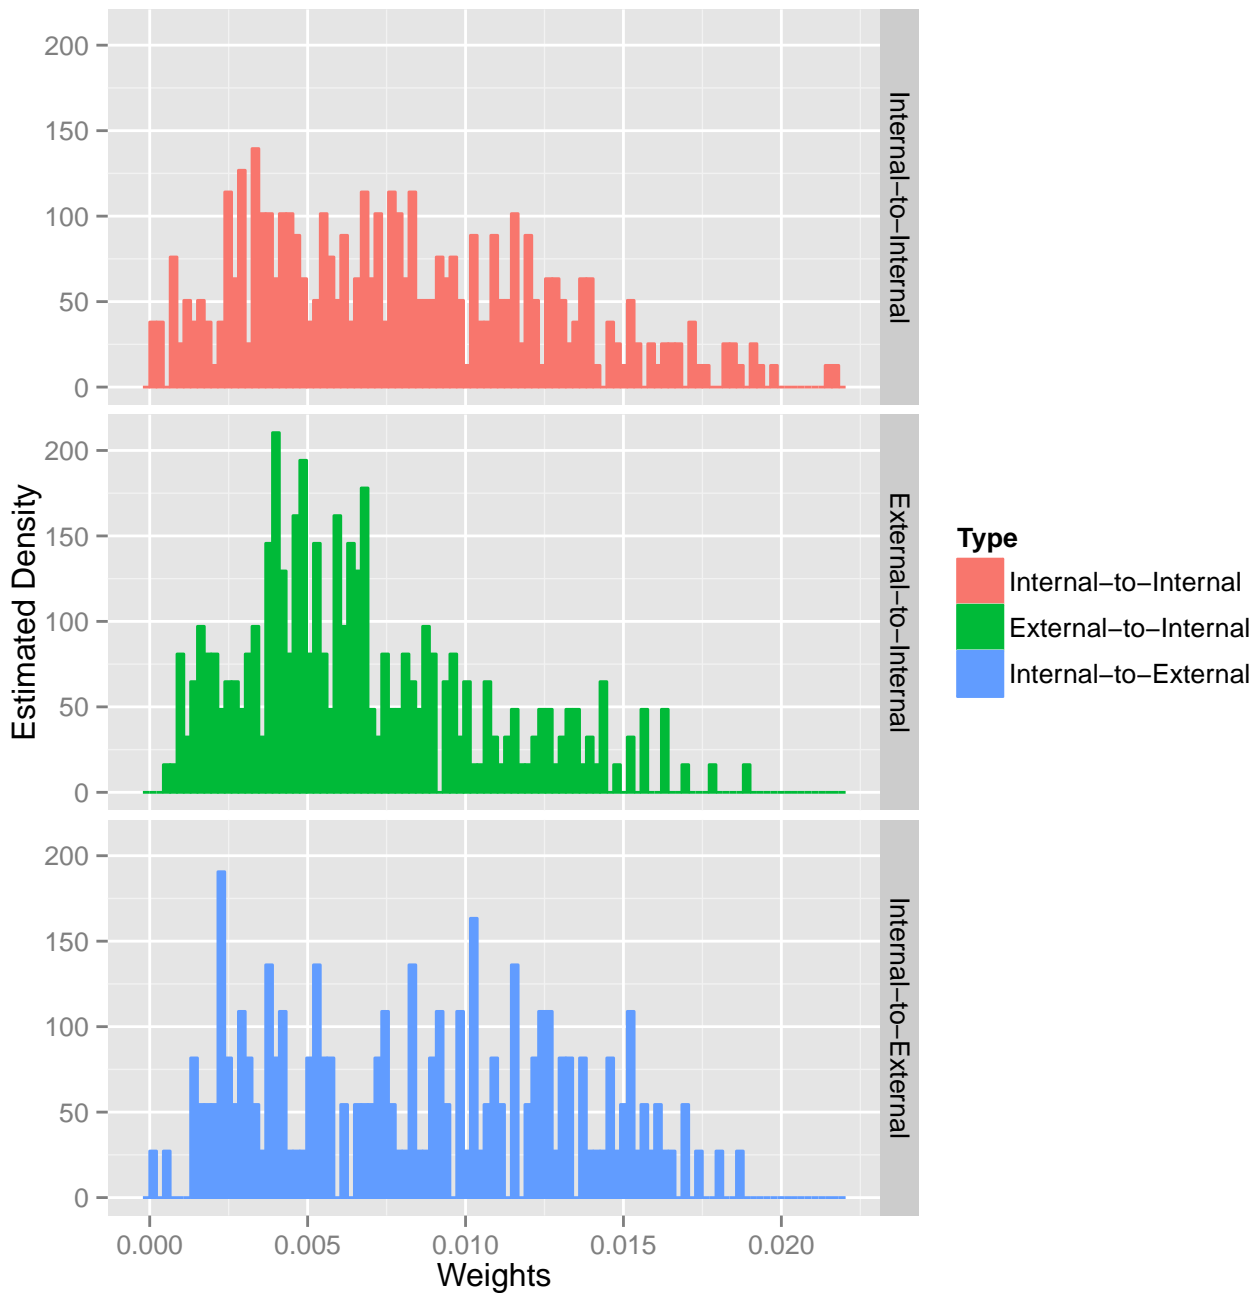 200
150
100
50
0
Internal–to–Internal
200
150
100
50
0
External–to–Internal
200
150
100
50
0
Internal–to–External
Estimated Density
0.000 0.005 0.010 0.015 0.020
Weights
Type
Internal–to–Internal
External–to–Internal
Internal–to–External